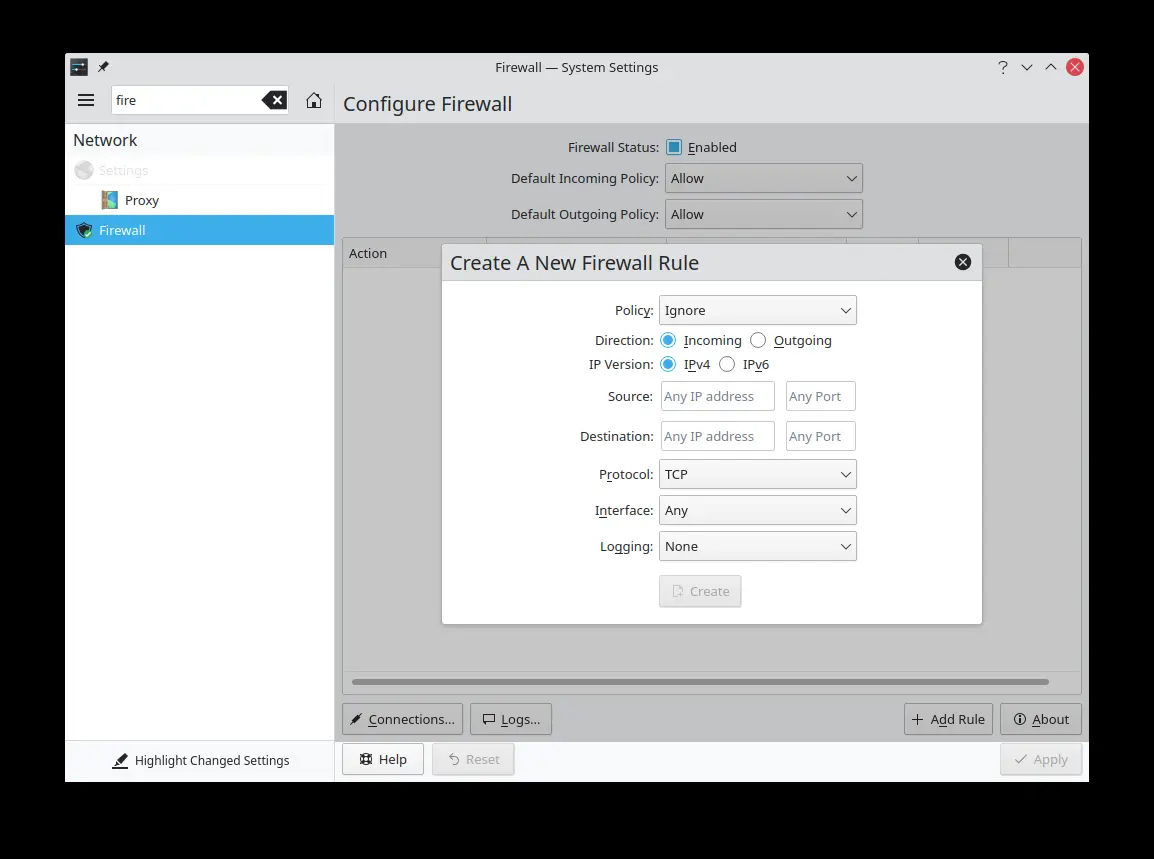 Firewall — System Settings
?
fire
Configure Firewall
Network
Settings
Proxy
Firewall
Firewall Status: Enabled
Default Incoming Policy: Allow
Default Outgoing Policy: Allow
Action
Create A New Firewall Rule
Policy: Ignore
Direction: Incoming Outgoing
IP Version: IPv4 IPv6
Source: Any IP address Any Port
Destination: Any IP address Any Port
Protocol: TCP
Interface: Any
Logging: None
Create
Connections... Logs... Add Rule About
Highlight Changed Settings
Help Reset Apply